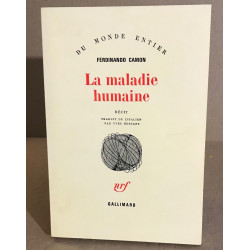 DU MONDE ENTIER
FERDINANDO CAMON
La maladie
humaine
RÉCIT
TRADUIT DE L'ITALIEN
PAR YVES HERSANT
nrf
GALLIMARD